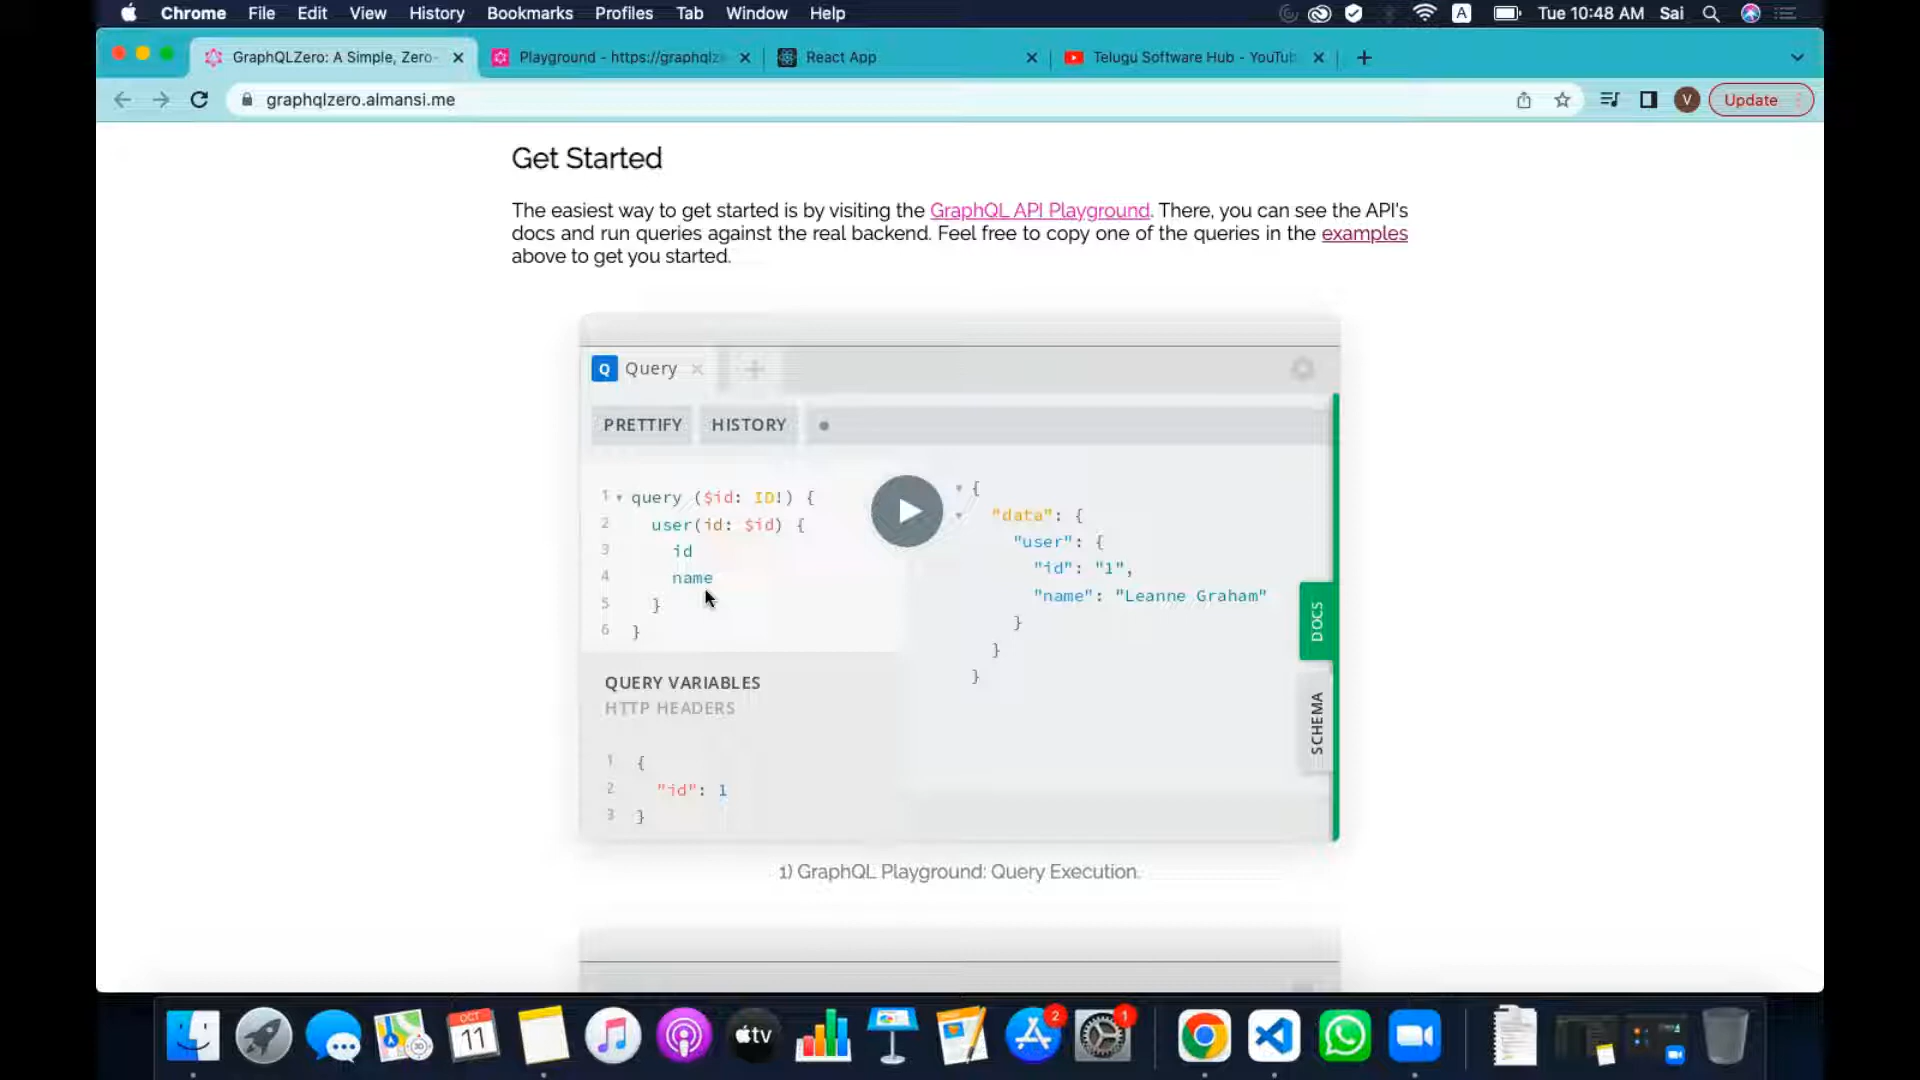 Chrome File Edit View History Bookmarks Profiles Tab Window Help A Tue 10:48 AM Sai
GraphQLZero: A Simple, Zero- Playground - https://graphqlz React App Telugu Software Hub - YouTub
graphqlzero.almansi.me V Update
Get Started
The easiest way to get started is by visiting the GraphQL API Playground. There, you can see the API's
docs and run queries against the real backend. Feel free to copy one of the queries in the examples
above to get you started.
Q Query
PRETTIFY HISTORY
1 query ($id: ID!) {
2 user(id: $id) {
3 id
4 name
5 }
6 }
{
"data": {
"user": {
"id": "1",
"name": "Leanne Graham"
}
}
}
DOCS
SCHEMA
QUERY VARIABLES
HTTP HEADERS
1 {
2 "id": 1
3 }
1) GraphQL Playground: Query Execution.
OCT
11
3D
tv
2
1